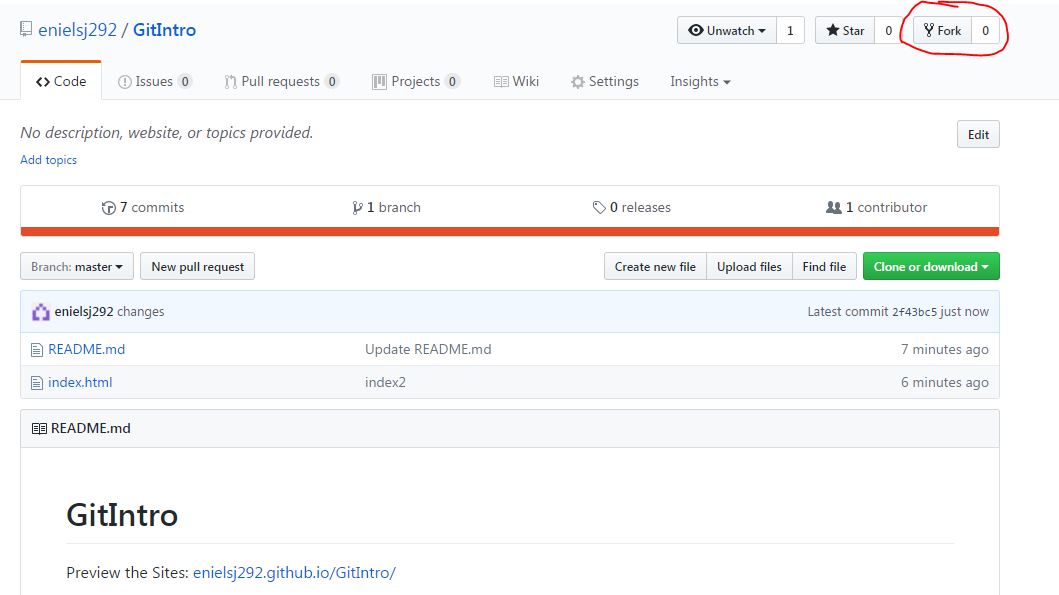 enielsj292 / GitIntro Unwatch 1 Star 0 Fork 0
Code Issues 0 Pull requests 0 Projects 0 Wiki Settings Insights
No description, website, or topics provided. Edit
Add topics
7 commits 1 branch 0 releases 1 contributor
Branch: master New pull request Create new file Upload files Find file Clone or download
enielsj292 changes Latest commit 2f43bc5 just now
README.md Update README.md 7 minutes ago
index.html index2 6 minutes ago
README.md
GitIntro
Preview the Sites: enielsj292.github.io/GitIntro/